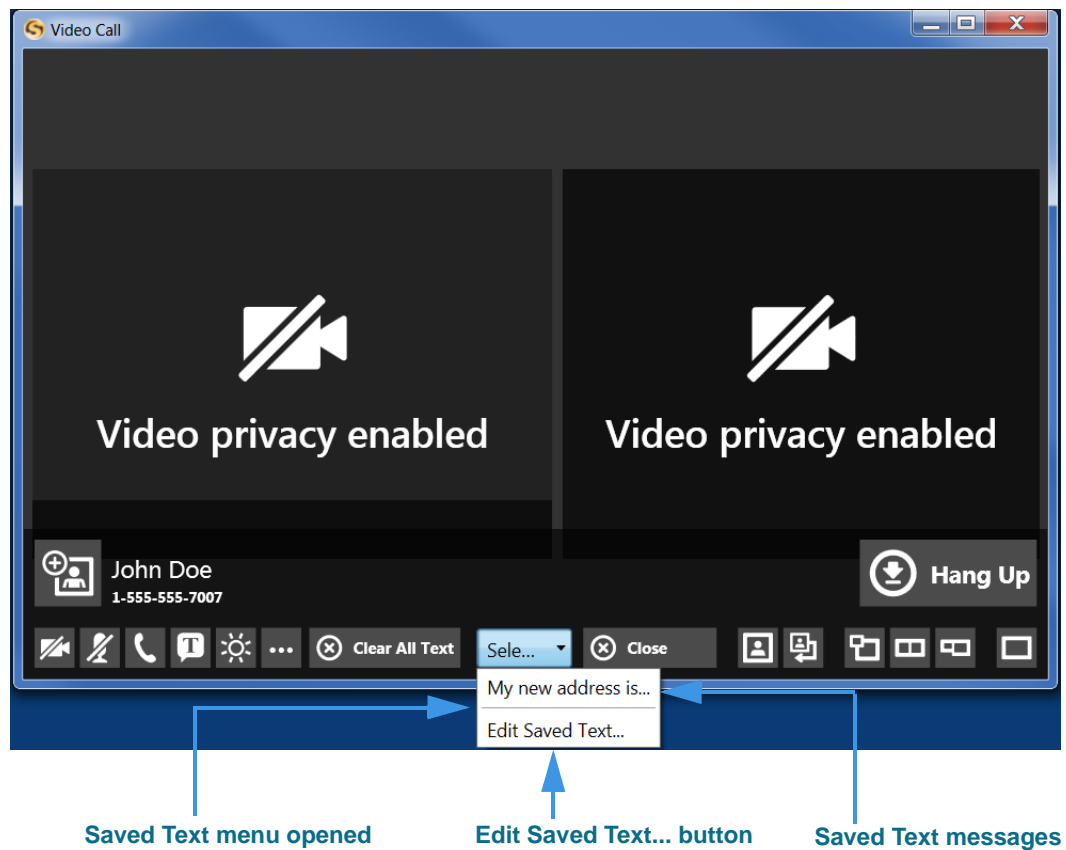 Video Call
Video privacy enabled
Video privacy enabled
John Doe
1-555-555-7007
Hang Up
T
Clear All Text
Sele...
Close
My new address is...
Edit Saved Text...
Saved Text menu opened
Edit Saved Text... button
Saved Text messages